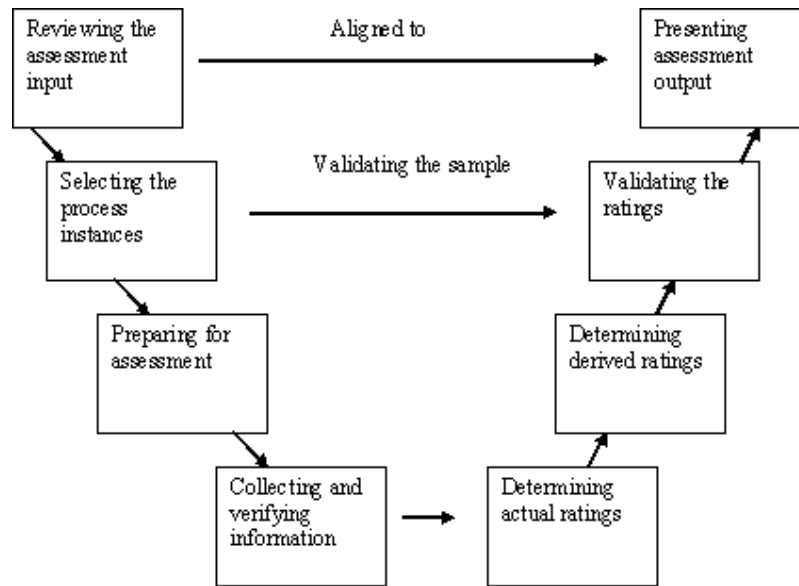 Reviewing the
assessment
input
Aligned to
Presenting
assessment
output
Selecting the
process
instances
Validating the sample
Validating the
ratings
Preparing for
assessment
Determining
derived ratings
Collecting and
verifying
information
Determining
actual ratings